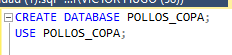 CREATE DATABASE POLLOS_COPA;
USE POLLOS_COPA;